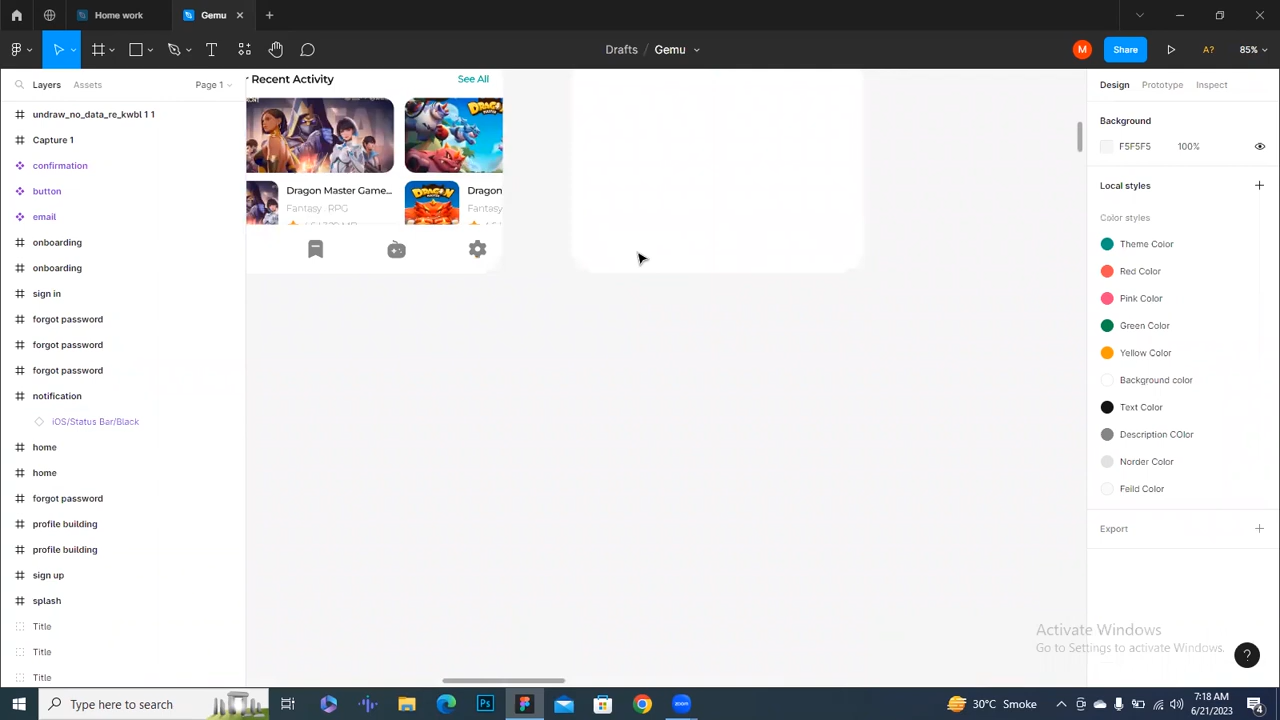 Home work
Gemu
Drafts / Gemu
M
Share
A?
85%
Layers
Assets
Page 1
undraw_no_data_re_kwbl 1 1
Capture 1
confirmation
button
email
onboarding
onboarding
sign in
forgot password
forgot password
forgot password
notification
iOS/Status Bar/Black
home
home
forgot password
profile building
profile building
sign up
splash
Title
Title
Title
r Recent Activity
See All
DRAGON
Dragon Master Game...
Fantasy . RPG
DRAGON
Dragon
Fantasy
Design
Prototype
Inspect
Background
F5F5F5
100%
Local styles
Color styles
Theme Color
Red Color
Pink Color
Green Color
Yellow Color
Background color
Text Color
Description COlor
Norder Color
Feild Color
Export
Activate Windows
Go to Settings to activate Windows.
?
Type here to search
Ps
zoom
30°C Smoke
7:18 AM
6/21/2023
4